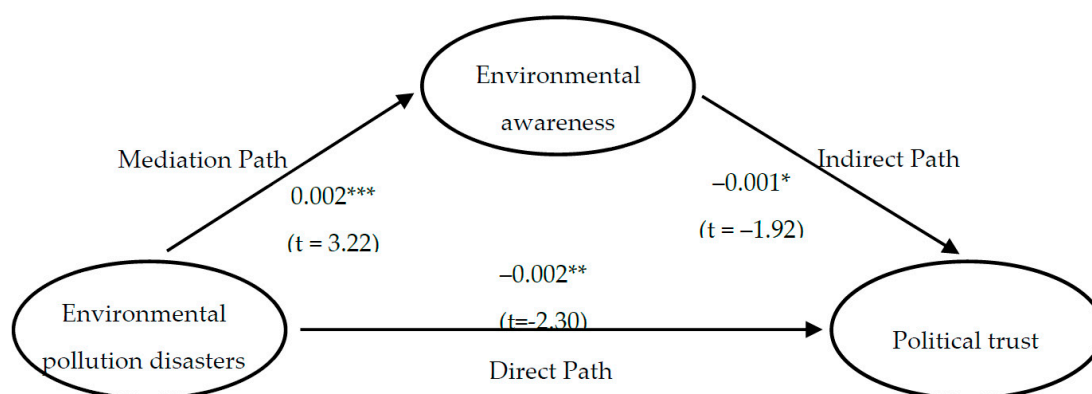 Environmental
awareness
Mediation Path
0.002***
(t = 3.22)
Indirect Path
–0.001*
(t = –1.92)
–0.002**
(t=-2.30)
Direct Path
Environmental
pollution disasters
Political trust